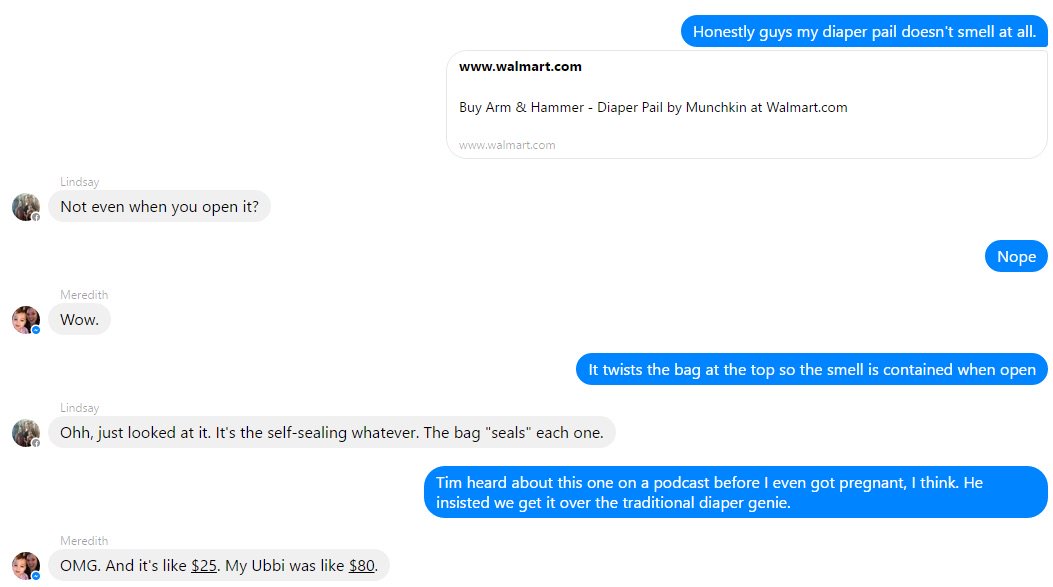 Honestly guys my diaper pail doesn't smell at all.
www.walmart.com
Buy Arm & Hammer - Diaper Pail by Munchkin at Walmart.com
www.walmart.com
Lindsay
Not even when you open it?
Nope
Meredith
Wow.
It twists the bag at the top so the smell is contained when open
Lindsay
Ohh, just looked at it. It's the self-sealing whatever. The bag "seals" each one.
Tim heard about this one on a podcast before I even got pregnant, I think. He
insisted we get it over the traditional diaper genie.
Meredith
OMG. And it's like $25. My Ubbi was like $80.